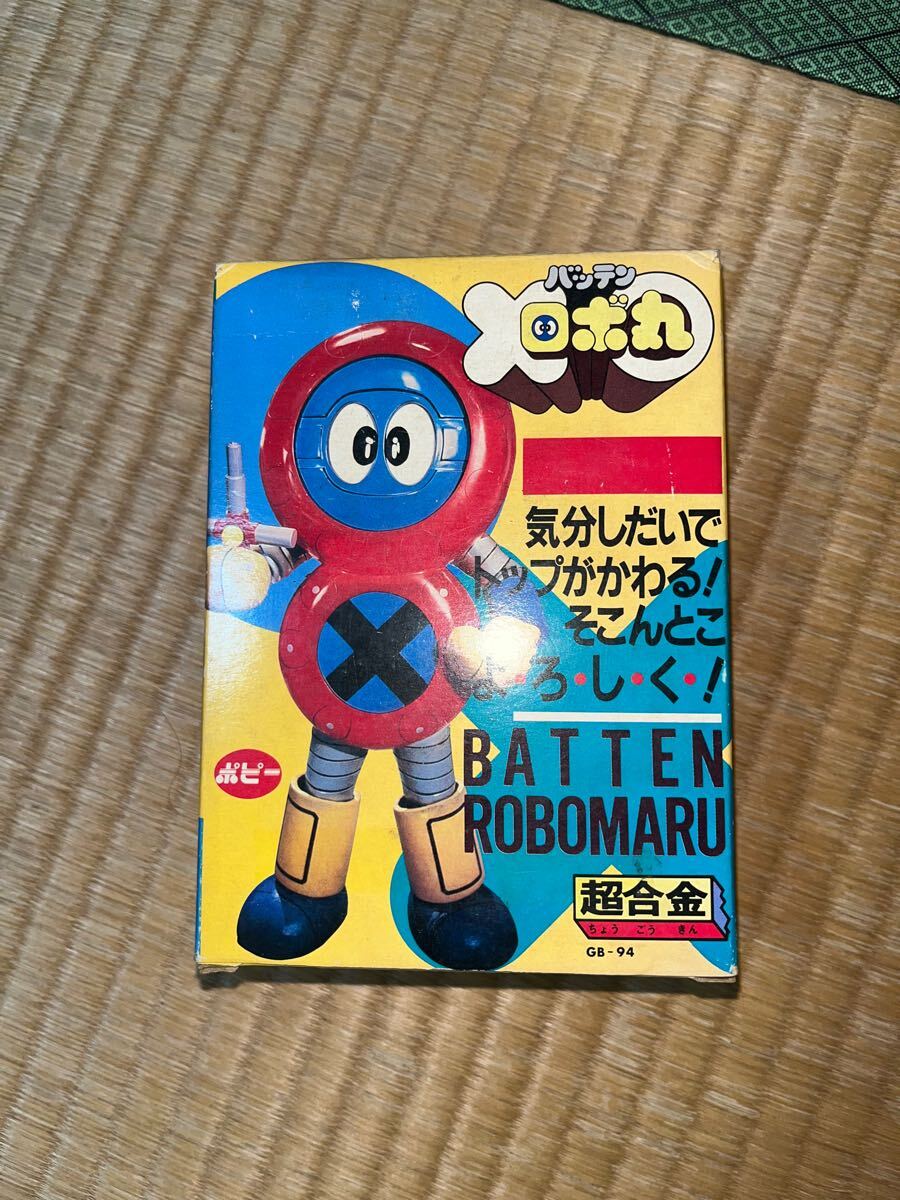 バッテン
ロボ丸
気分しだいで
トップがかわる!
そこんとこ
よ・ろ・し・く・!
BATTEN
ROBOMARU
ポピー
超合金
ちょう ごう きん
GB-94